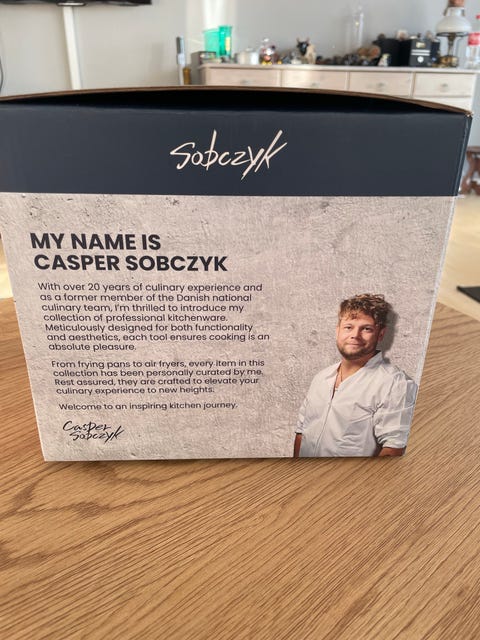 Sobczyk
MY NAME IS
CASPER SOBCZYK
With over 20 years of culinary experience and
as a former member of the Danish national
culinary team, I'm thrilled to introduce my
collection of professional kitchenware.
Meticulously designed for both functionality
and aesthetics, each tool ensures cooking is an
absolute pleasure.
From frying pans to air fryers, every item in this
collection has been personally curated by me.
Rest assured, they are crafted to elevate your
culinary experience to new heights.
Welcome to an inspiring kitchen journey.
Casper
Sobczyk